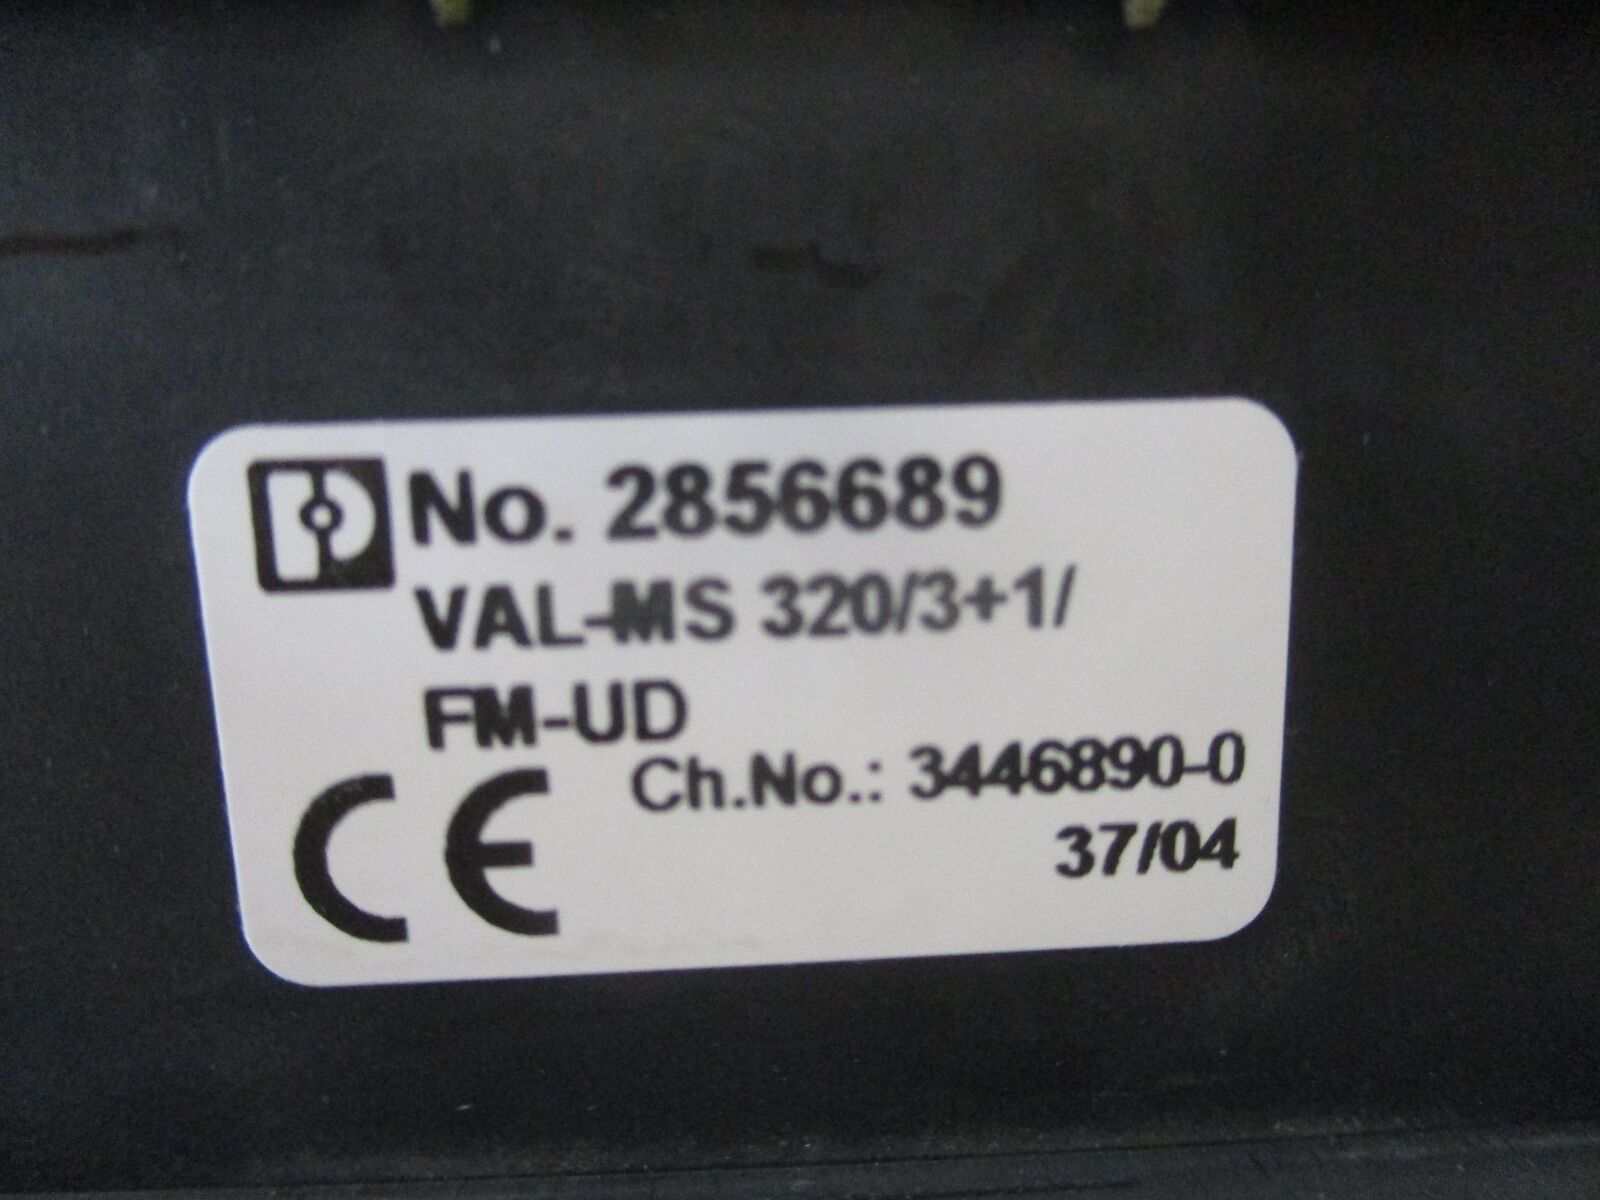 No. 2856689
VAL-MS 320/3+1/
FM-UD
Ch.No.: 3446890-0
37/04
CE